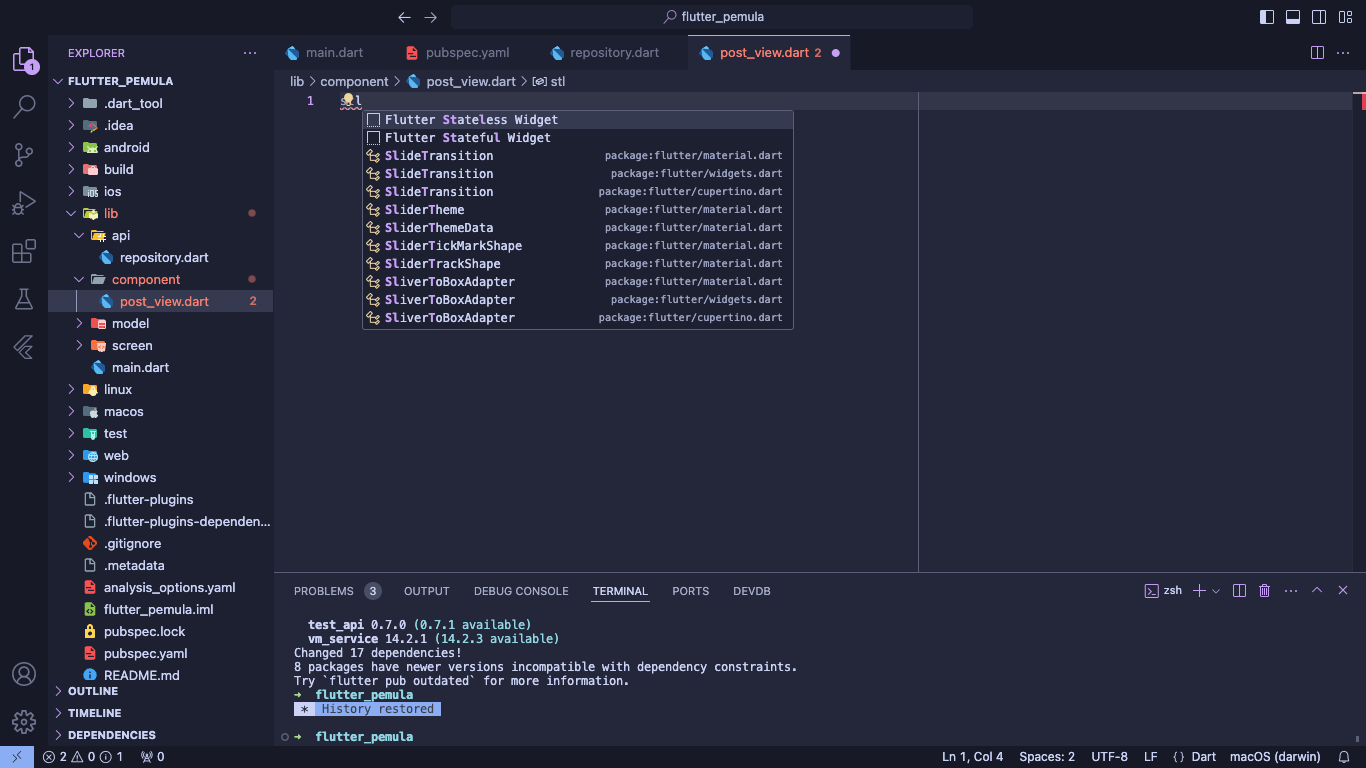 flutter_pemula
EXPLORER
main.dart
pubspec.yaml
repository.dart
post_view.dart 2
FLUTTER_PEMULA
.dart_tool
.idea
android
build
ios
lib
api
repository.dart
component
post_view.dart 2
model
screen
main.dart
linux
macos
test
web
windows
.flutter-plugins
.flutter-plugins-dependen...
.gitignore
.metadata
analysis_options.yaml
flutter_pemula.iml
pubspec.lock
pubspec.yaml
README.md
OUTLINE
TIMELINE
DEPENDENCIES
1
lib > component > post_view.dart > stl
1 stl
Flutter Stateless Widget
Flutter Stateful Widget
SlideTransition package:flutter/material.dart
SlideTransition package:flutter/widgets.dart
SlideTransition package:flutter/cupertino.dart
SliderTheme package:flutter/material.dart
SliderThemeData package:flutter/material.dart
SliderTickMarkShape package:flutter/material.dart
SliderTrackShape package:flutter/material.dart
SliverToBoxAdapter package:flutter/material.dart
SliverToBoxAdapter package:flutter/widgets.dart
SliverToBoxAdapter package:flutter/cupertino.dart
PROBLEMS 3 OUTPUT DEBUG CONSOLE TERMINAL PORTS DEVDB
zsh
test_api 0.7.0 (0.7.1 available)
vm_service 14.2.1 (14.2.3 available)
Changed 17 dependencies!
8 packages have newer versions incompatible with dependency constraints.
Try `flutter pub outdated` for more information.
➜ flutter_pemula
* History restored
➜ flutter_pemula
2 0 1 0
Ln 1, Col 4 Spaces: 2 UTF-8 LF {} Dart macOS (darwin)